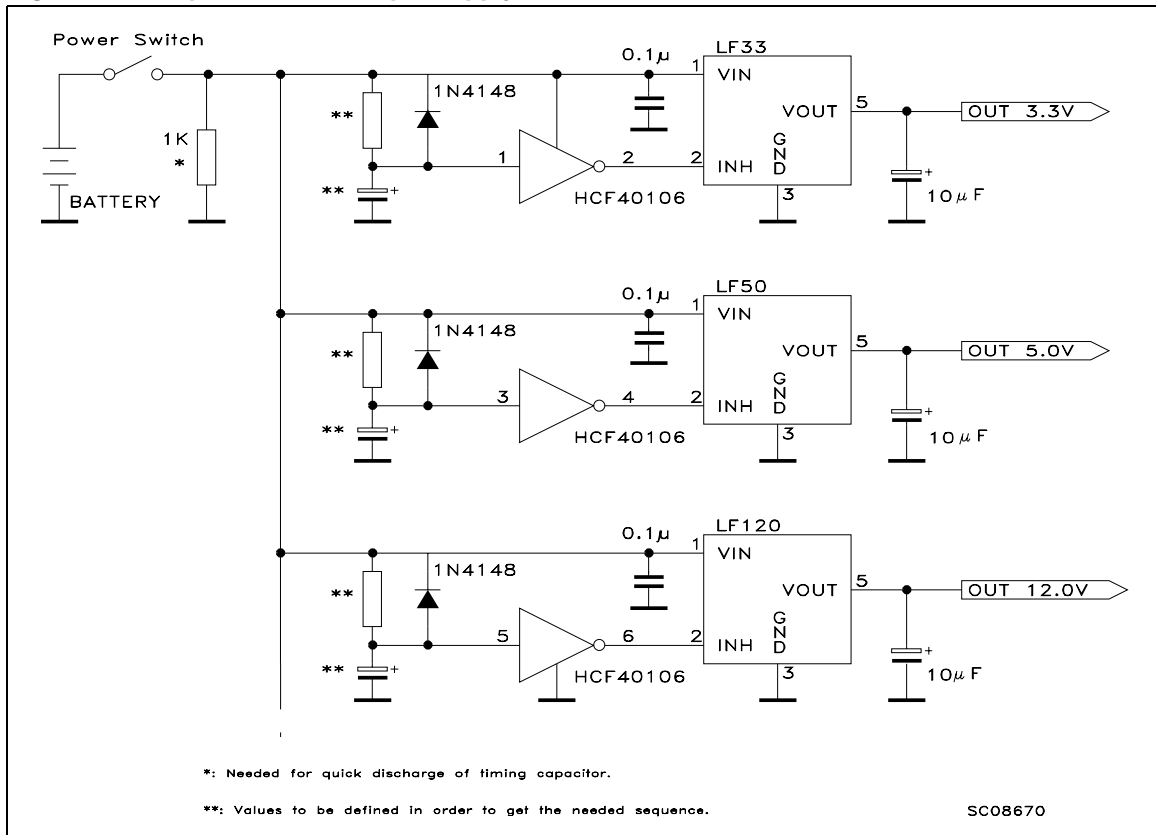 Power Switch
LF33
0.1μ
1
VIN
1N4148
**
VOUT
5
OUT 3.3V
1K
*
GND
1
2
2
INH
** +
HCF40106
3
+
10μF
BATTERY
LF50
0.1μ
1
VIN
1N4148
**
VOUT
5
OUT 5.0V
GND
3
4
2
INH
** +
HCF40106
3
+
10μF
LF120
0.1μ
1
VIN
1N4148
**
VOUT
5
OUT 12.0V
GND
5
6
2
INH
** +
HCF40106
3
+
10μF
*: Needed for quick discharge of timing capacitor.
**: Values to be defined in order to get the needed sequence.
SC08670